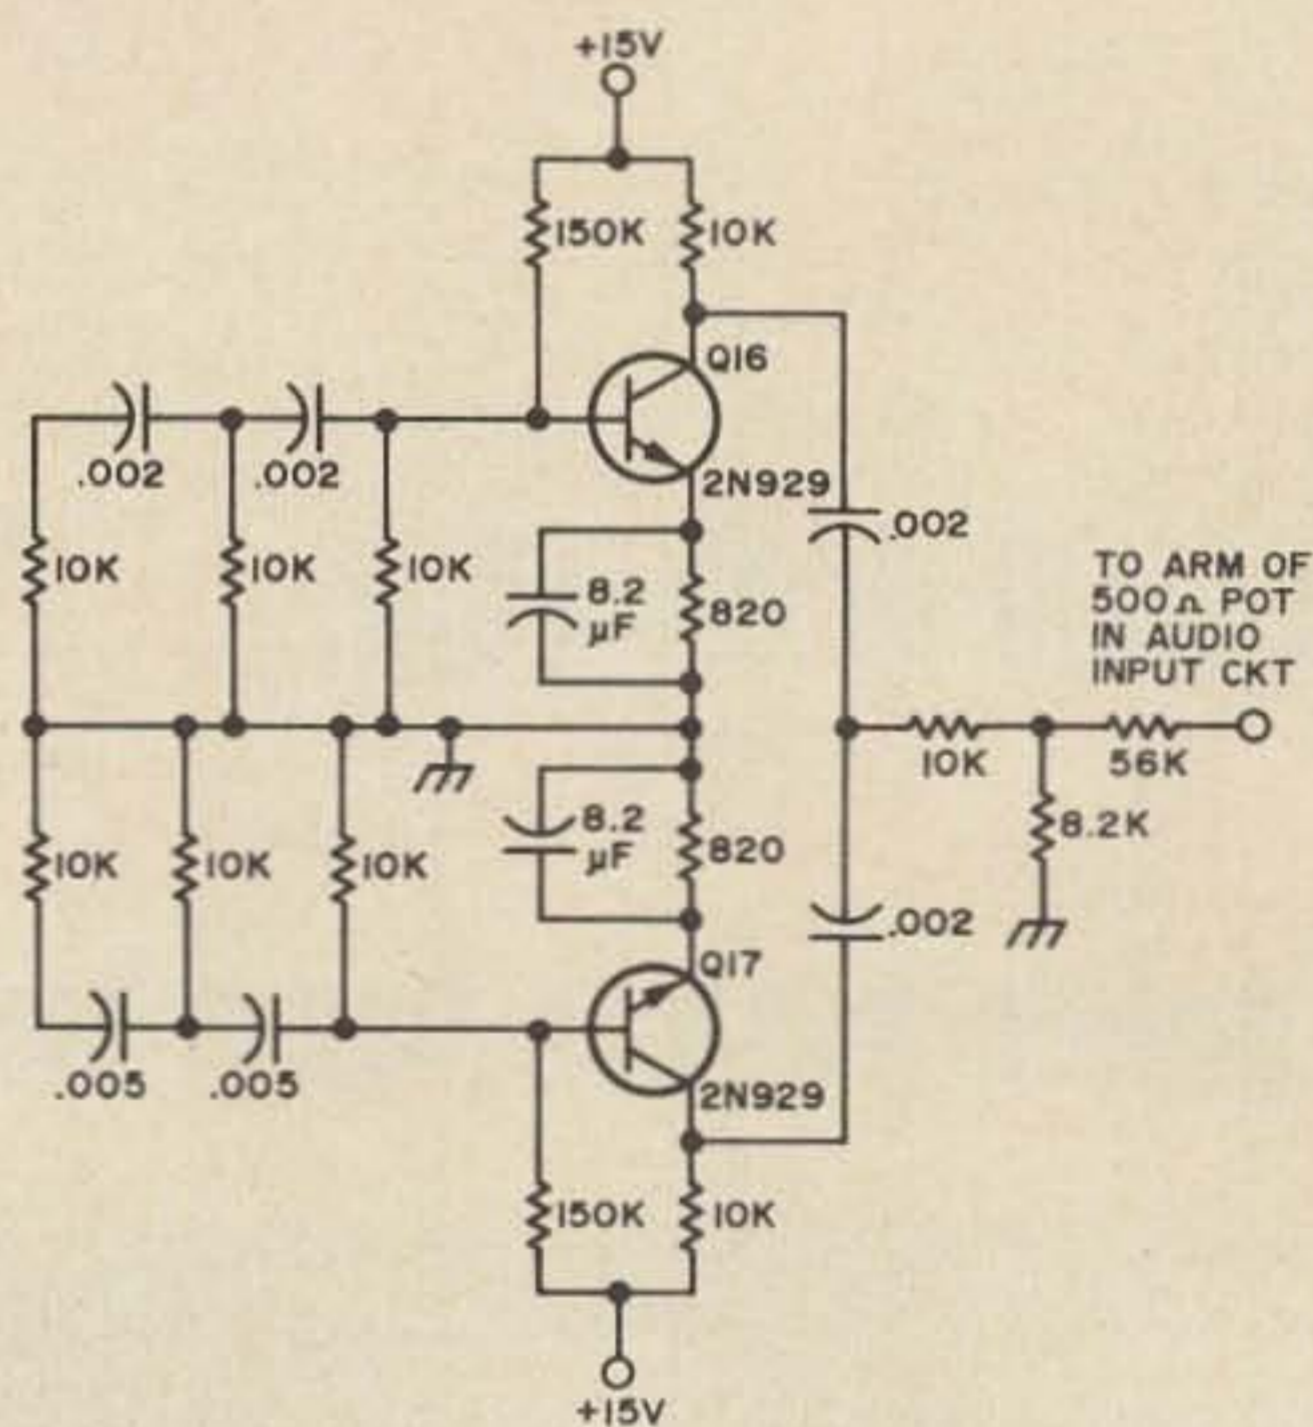 +15V
150K
10K
Q16
2N929
.002
.002
10K
10K
10K
8.2
µF
820
.002
TO ARM OF
500Ω POT
IN AUDIO
INPUT CKT
10K
56K
8.2K
10K
10K
10K
8.2
µF
820
.002
Q17
2N929
.005
.005
150K
10K
+15V